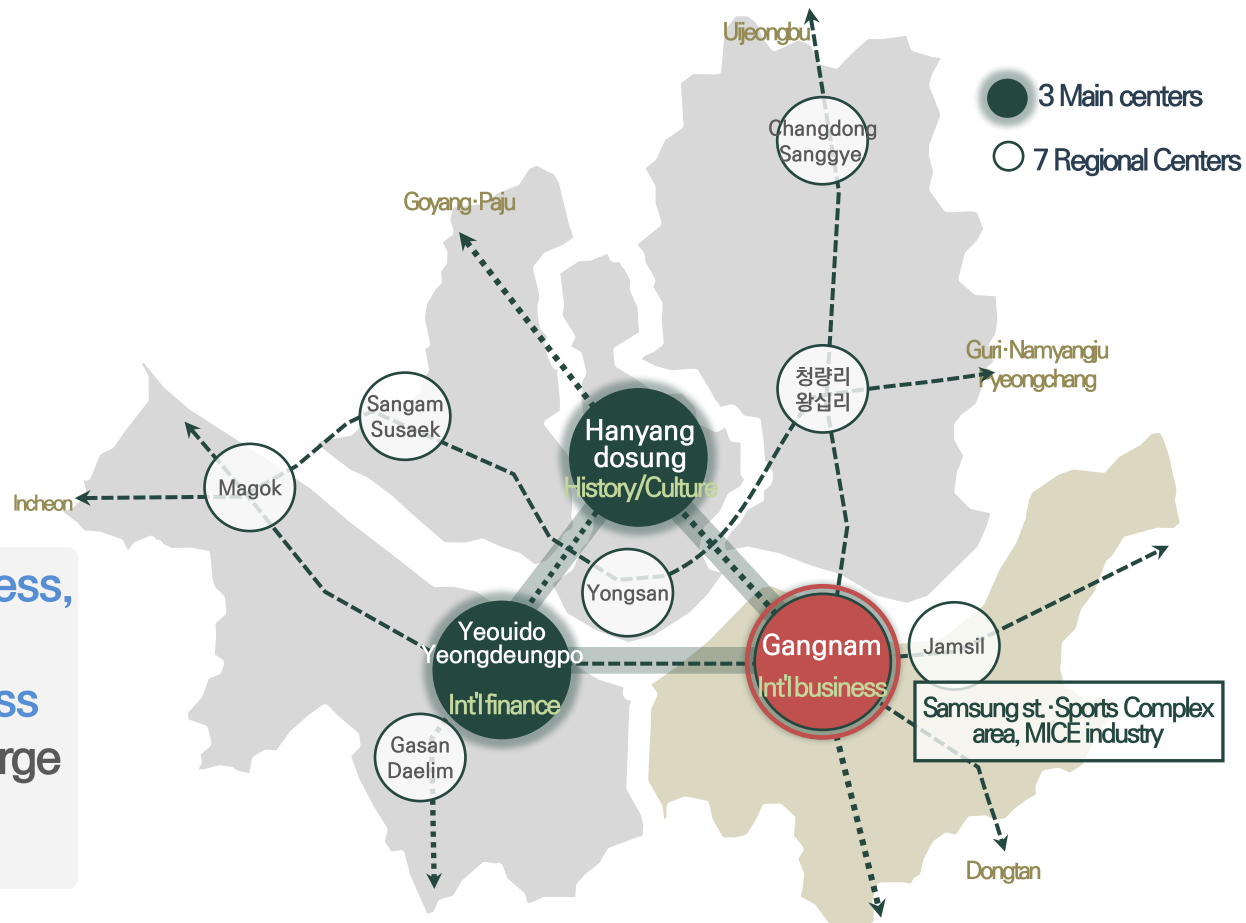 Uijeongbu
3 Main centers
Changdong
Sanggye
7 Regional Centers
Goyang·Paju
Guri·Namyangju
Pyeongchang
청량리
왕십리
Sangam
Susaek
Hanyang
dosung
History/Culture
Magok
Incheon
ess,
Yongsan
Yeouido
Yeongdeungpo
Int'l finance
Gangnam
Int'l business
Jamsil
ss
Samsung st.·Sports Complex
area, MICE industry
rge
Gasan
Daelim
Dongtan